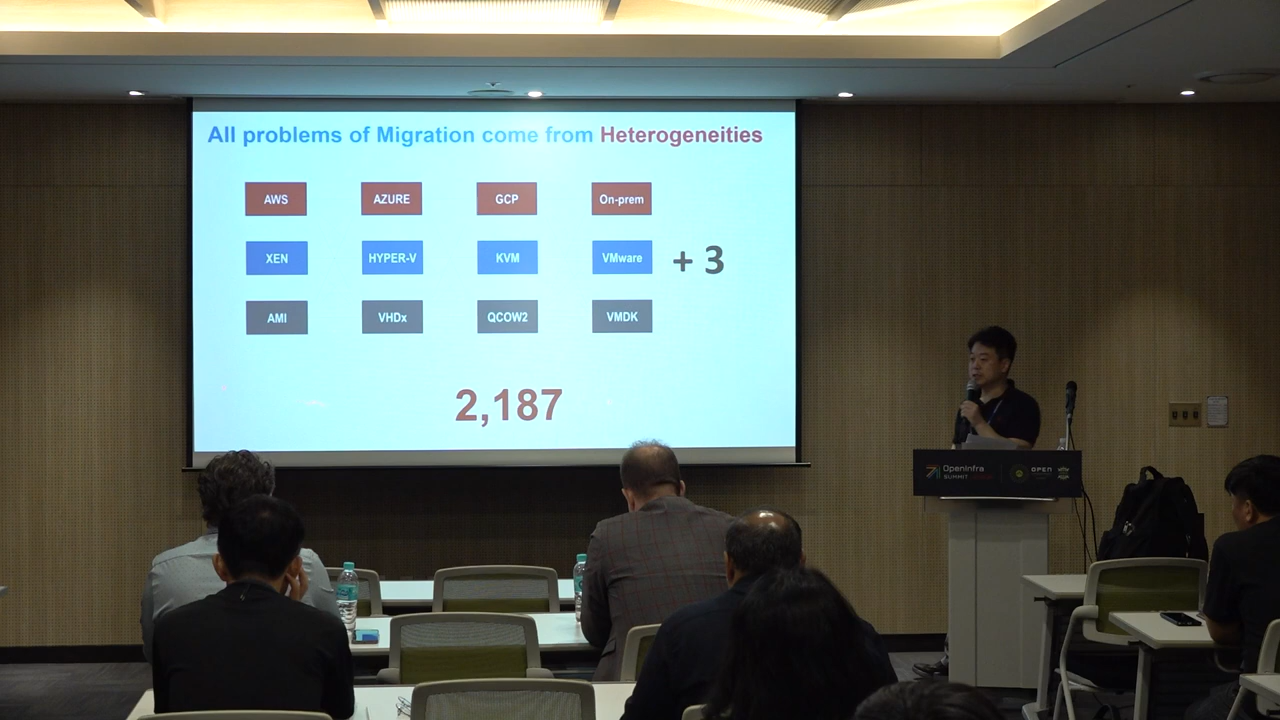 All problems of Migration come from Heterogeneities
AWS AZURE GCP On-prem
XEN HYPER-V KVM VMware + 3
AMI VHDx QCOW2 VMDK
2,187
OpenInfra
SUMMIT
OPEN